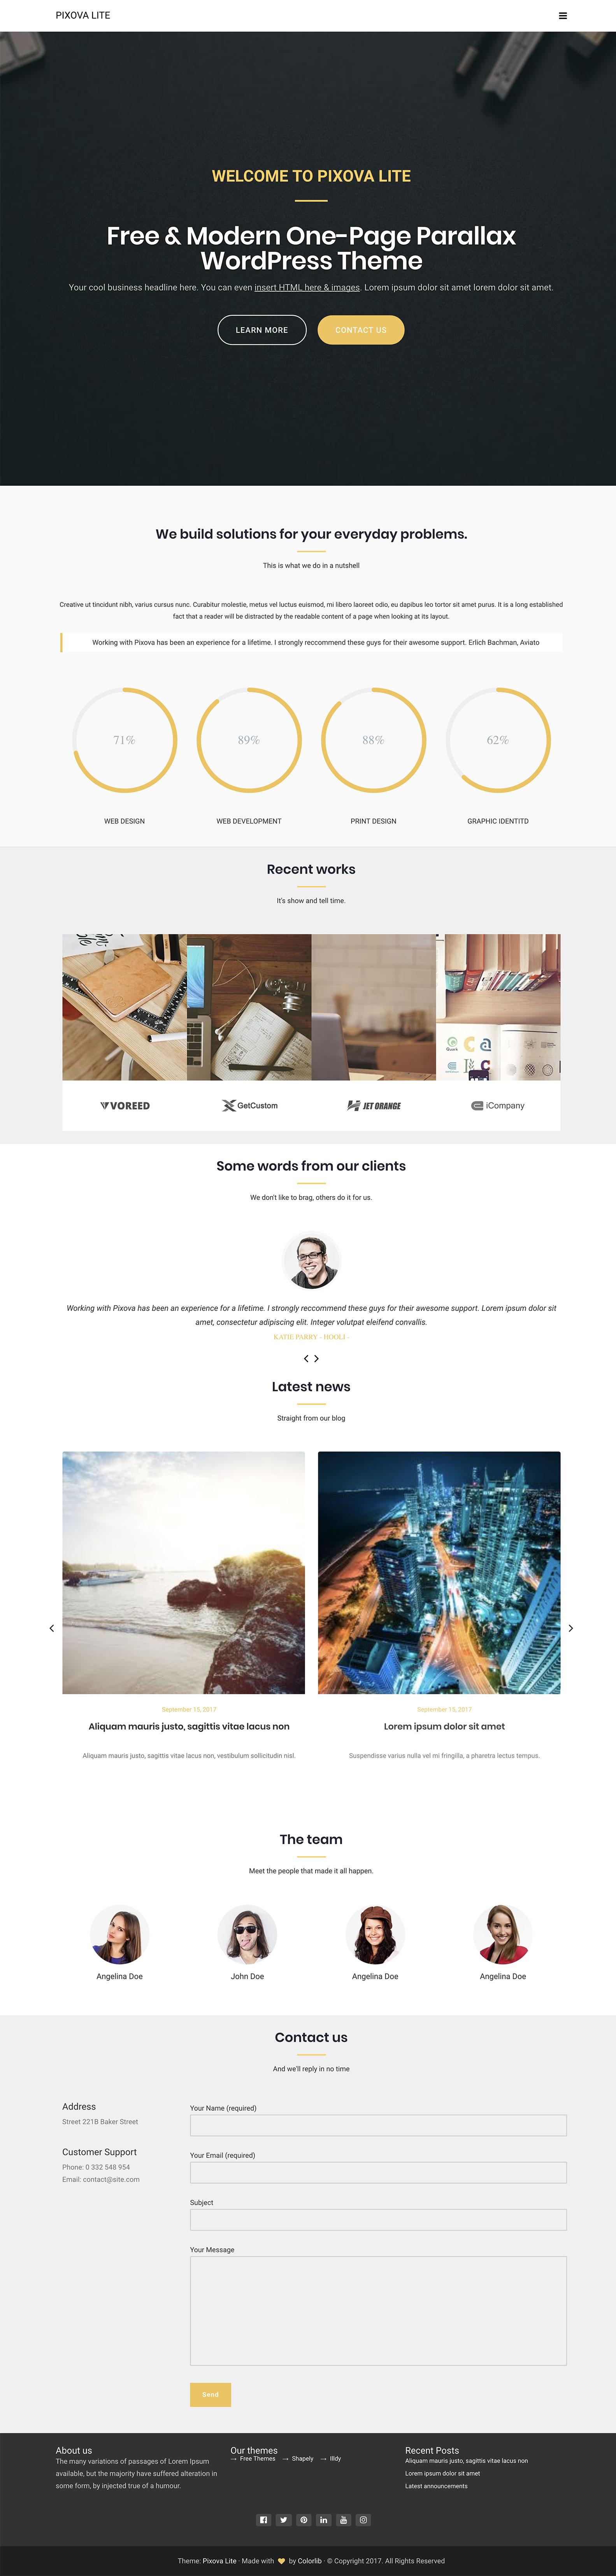 PIXOVA LITE
WELCOME TO PIXOVA LITE
Free & Modern One-Page Parallax
WordPress Theme
Your cool business headline here. You can even insert HTML here & images. Lorem ipsum dolor sit amet lorem dolor sit amet.
LEARN MORE
CONTACT US
We build solutions for your everyday problems.
This is what we do in a nutshell
Creative ut tincidunt nibh, varius cursus nunc. Curabitur molestie, metus vel luctus euismod, mi libero laoreet odio, eu dapibus leo tortor sit amet purus. It is a long established
fact that a reader will be distracted by the readable content of a page when looking at its layout.
Working with Pixova has been an experience for a lifetime. I strongly reccommend these guys for their awesome support. Erlich Bachman, Aviato
71% 89% 88% 62%
WEB DESIGN WEB DEVELOPMENT PRINT DESIGN GRAPHIC IDENTITD
Recent works
It's show and tell time.
VOREED GetCustom JET ORANGE iCompany
Some words from our clients
We don't like to brag, others do it for us.
Working with Pixova has been an experience for a lifetime. I strongly reccommend these guys for their awesome support. Lorem ipsum dolor sit
amet, consectetur adipiscing elit. Integer volutpat eleifend convallis.
KATIE PARRY - HOOLI -
Latest news
Straight from our blog
September 15, 2017
Aliquam mauris justo, sagittis vitae lacus non
Aliquam mauris justo, sagittis vitae lacus non, vestibulum sollicitudin nisl.
September 15, 2017
Lorem ipsum dolor sit amet
Suspendisse varius nulla vel mi fringilla, a pharetra lectus tempus.
The team
Meet the people that made it all happen.
Angelina Doe John Doe Angelina Doe Angelina Doe
Contact us
And we'll reply in no time
Address
Street 221B Baker Street
Customer Support
Phone: 0 332 548 954
Email: contact@site.com
Your Name (required)
Your Email (required)
Subject
Your Message
Send
About us
The many variations of passages of Lorem Ipsum
available, but the majority have suffered alteration in
some form, by injected true of a humour.
Our themes
→ Free Themes → Shapely → Illdy
Recent Posts
Aliquam mauris justo, sagittis vitae lacus non
Lorem ipsum dolor sit amet
Latest announcements
Theme: Pixova Lite · Made with by Colorlib · © Copyright 2017. All Rights Reserved